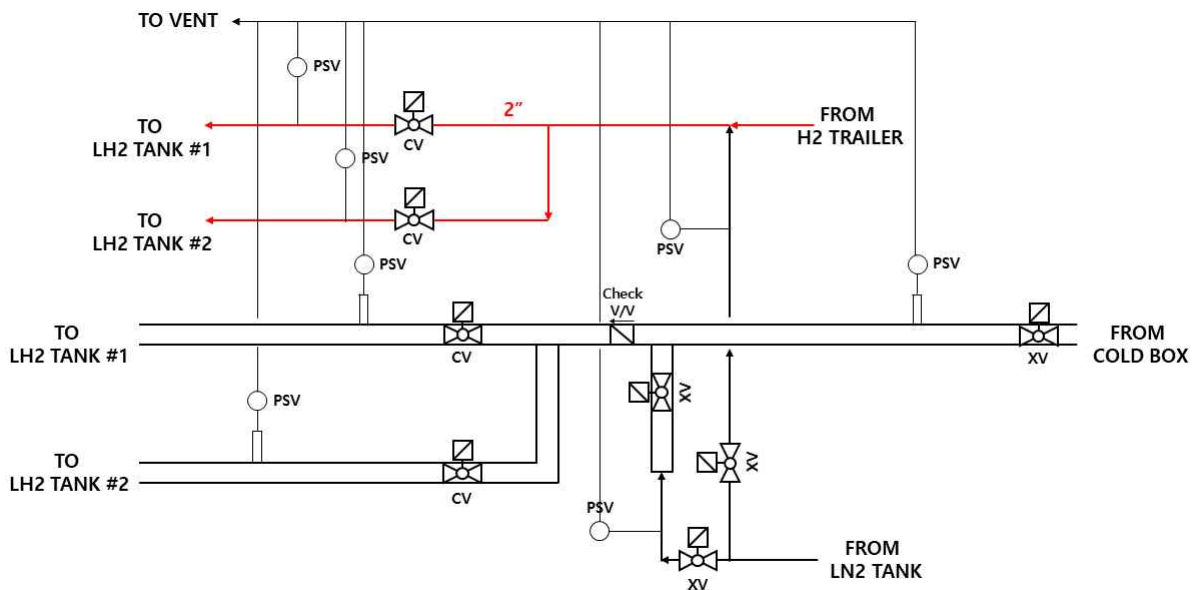 TO VENT
PSV
TO
LH2 TANK #1
2”
FROM
H2 TRAILER
CV
PSV
TO
LH2 TANK #2
CV
PSV
PSV
PSV
Check
V/V
TO
LH2 TANK #1
CV
FROM
COLD BOX
XV
XV
PSV
TO
LH2 TANK #2
CV
XV
PSV
FROM
LN2 TANK
XV